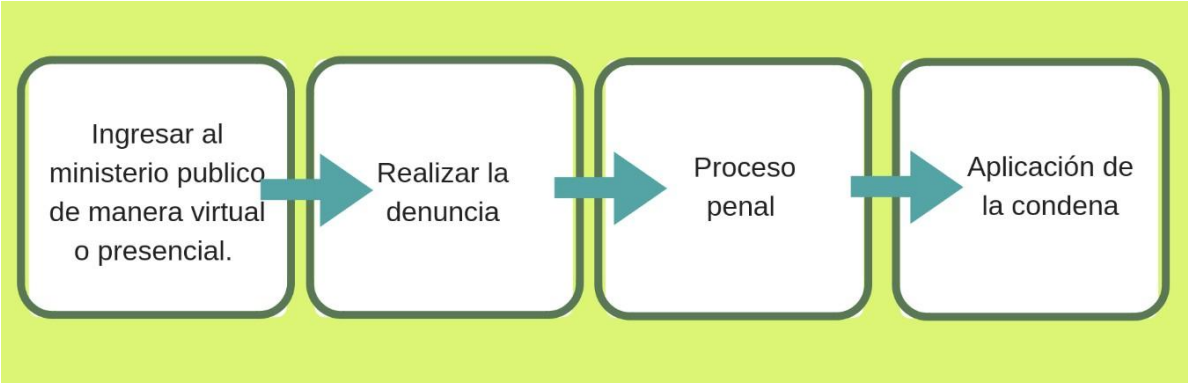 Ingresar al
ministerio publico
de manera virtual
o presencial.
Realizar la
denuncia
Proceso
penal
Aplicación de
la condena